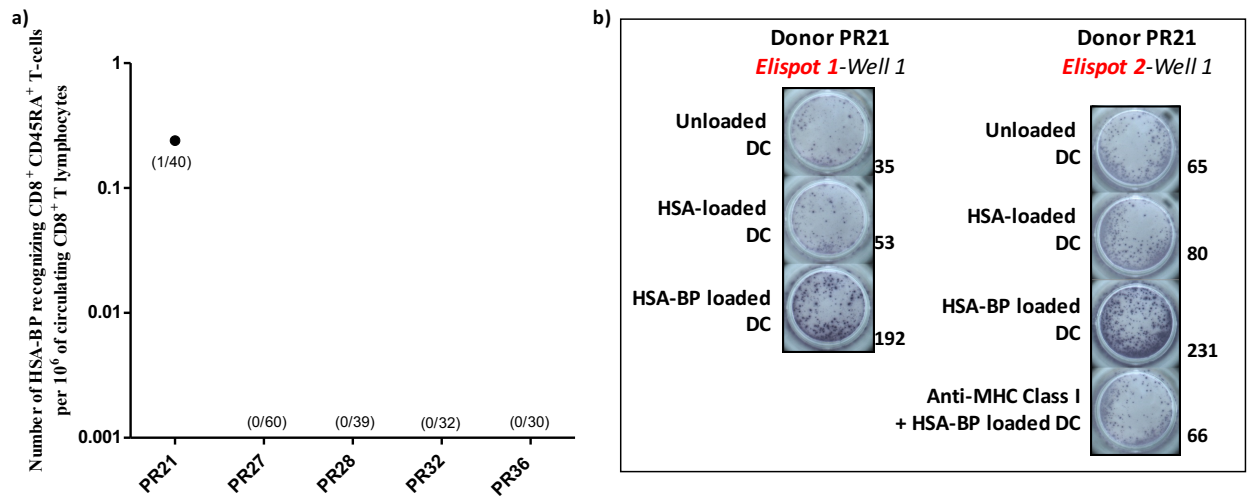 a)
Number of HSA-BP recognizing CD8+ CD45RA+ T-cells
per 10⁶ of circulating CD8+ T lymphocytes
1
0.1
0.01
0.001
(1/40)
(0/60)
(0/39)
(0/32)
(0/30)
PR21
PR27
PR28
PR32
PR36
b)
Donor PR21
Elispot 1-Well 1
Unloaded
DC
35
HSA-loaded
DC
53
HSA-BP loaded
DC
192
Donor PR21
Elispot 2-Well 1
Unloaded
DC
65
HSA-loaded
DC
80
HSA-BP loaded
DC
231
Anti-MHC Class I
+ HSA-BP loaded DC
66